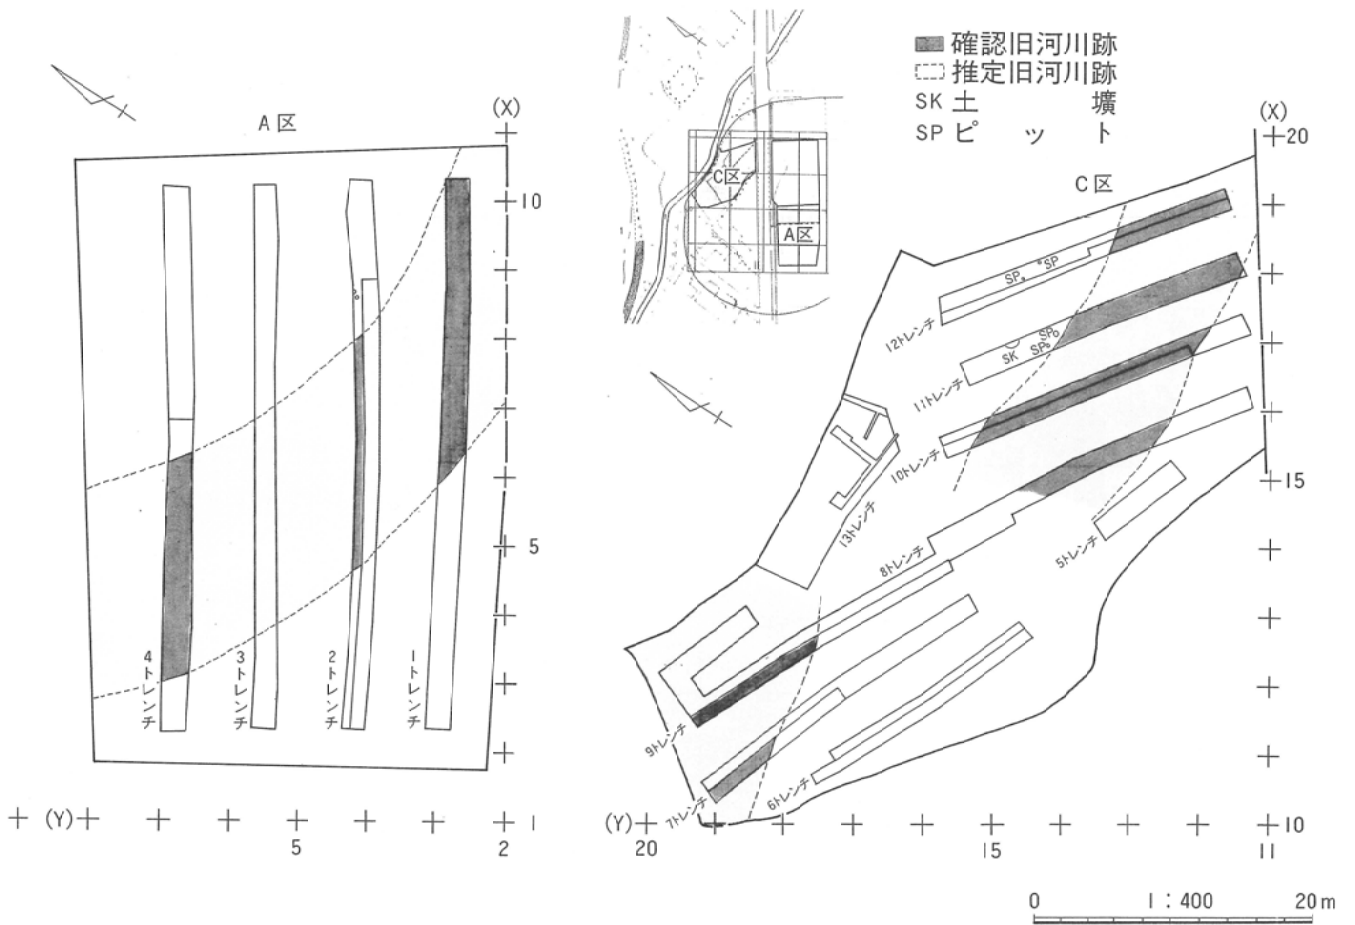 A区
(X)
10
5
1
2
5
(Y)
4トレンチ
3トレンチ
2トレンチ
1トレンチ
C区
A区
確認旧河川跡
推定旧河川跡
SK 土壙
SP ピット
C区
(X)
20
15
10
11
15
20
(Y)
SP
SP
12トレンチ
SK
SP
SP
11トレンチ
10トレンチ
13トレンチ
8トレンチ
5トレンチ
9トレンチ
7トレンチ
6トレンチ
0 1:400 20m